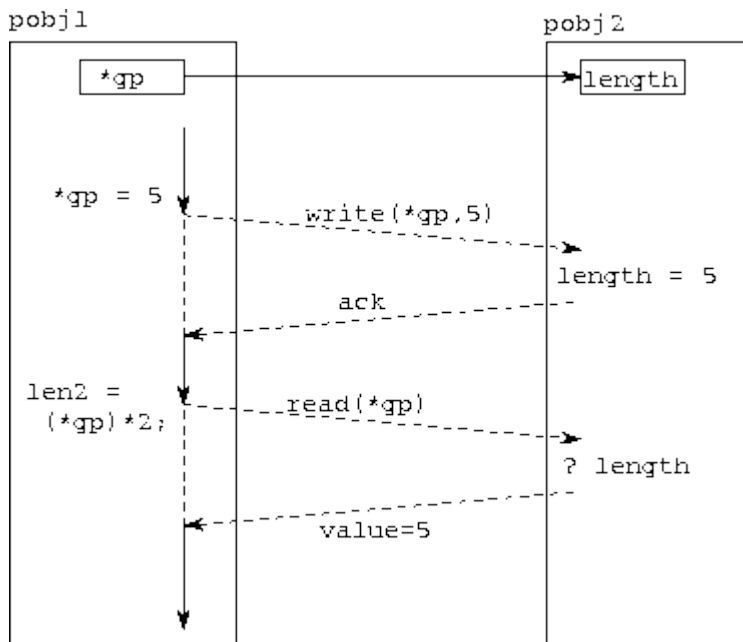 pobj1
pobj2
*gp
length
*gp = 5
write(*gp,5)
length = 5
ack
len2 =
(*gp)*2;
read(*gp)
? length
value=5